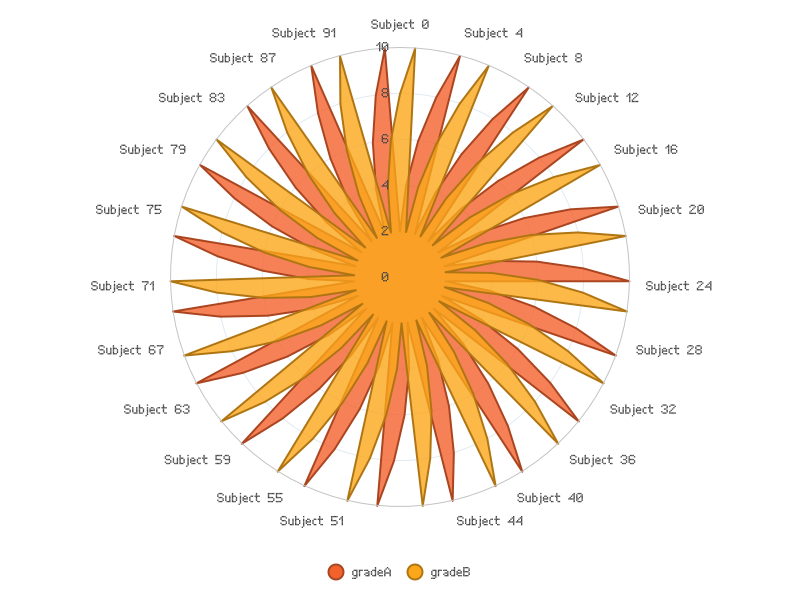 Subject 0
Subject 4
Subject 8
Subject 12
Subject 16
Subject 20
Subject 24
Subject 28
Subject 32
Subject 36
Subject 40
Subject 44
Subject 51
Subject 55
Subject 59
Subject 63
Subject 67
Subject 71
Subject 75
Subject 79
Subject 83
Subject 87
Subject 91
10
8
6
4
2
0
gradeA
gradeB